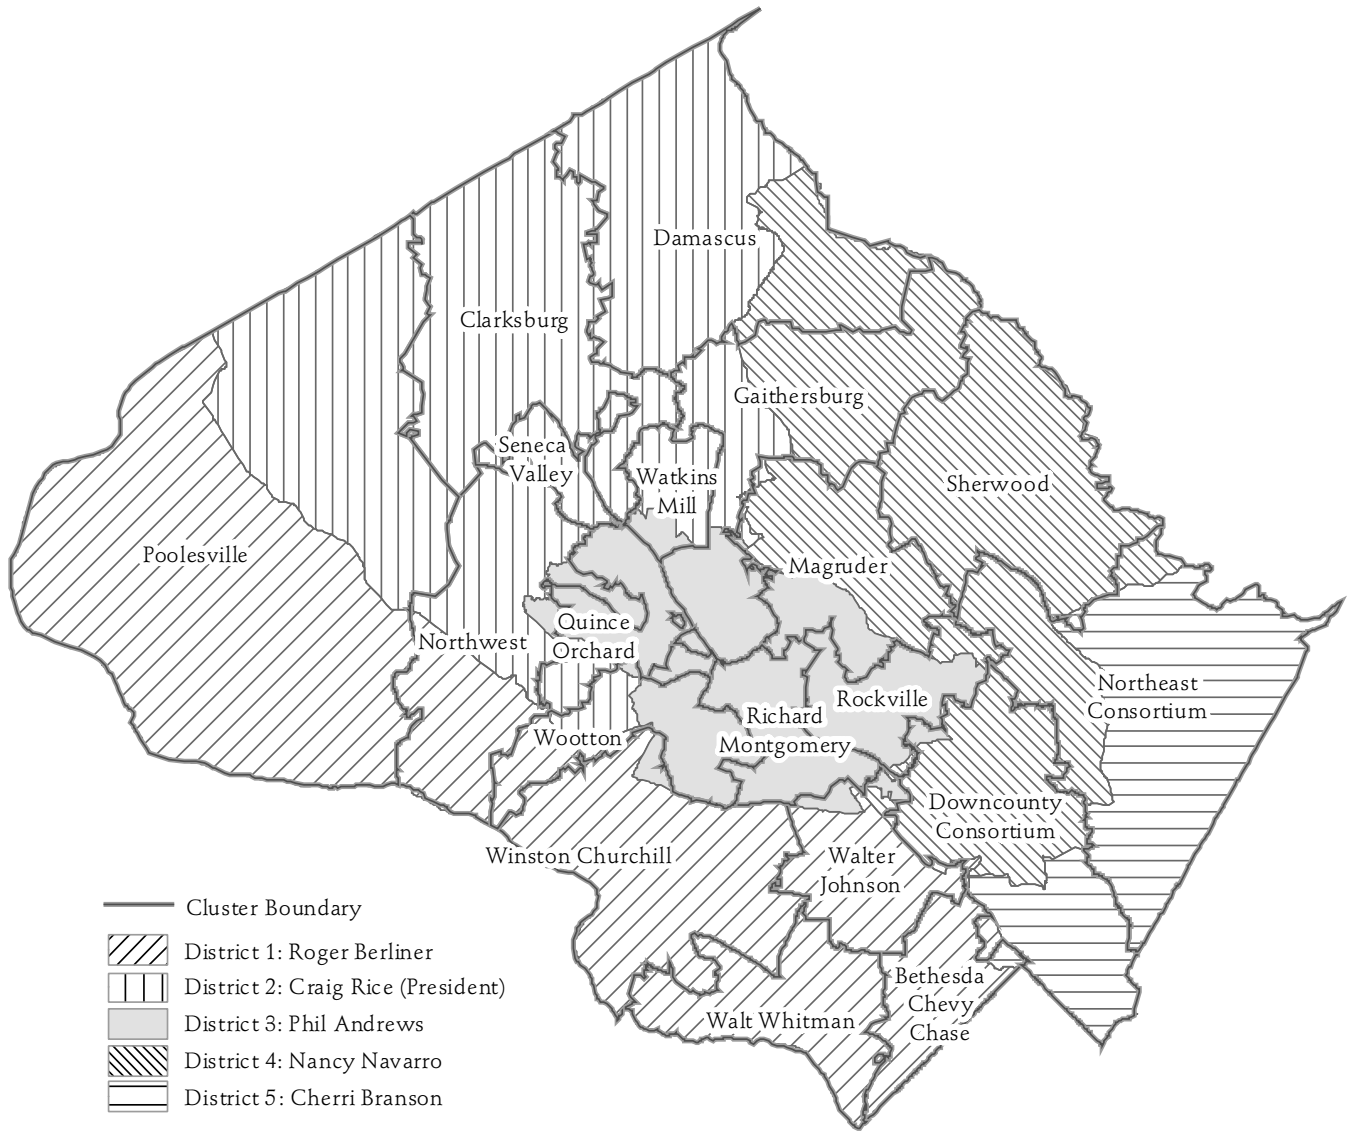 Damascus
Clarksburg
Gaithersburg
Seneca
Valley
Watkins
Mill
Sherwood
Poolesville
Magruder
Quince
Orchard
Northwest
Northeast
Consortium
Rockville
Richard
Montgomery
Wootton
Downcounty
Consortium
Winston Churchill
Walter
Johnson
Bethesda
Chevy
Chase
Walt Whitman
Cluster Boundary
District 1: Roger Berliner
District 2: Craig Rice (President)
District 3: Phil Andrews
District 4: Nancy Navarro
District 5: Cherri Branson